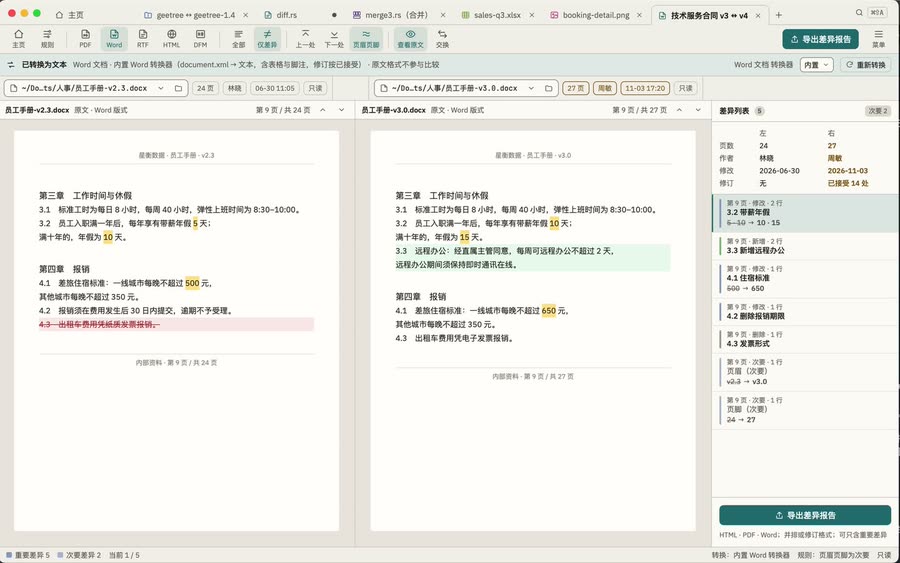 主页
geetree ↔ geetree-1.4 ×
diff.rs
merge3.rs（合并） ×
sales-q3.xlsx ×
booking-detail.png ×
技术服务合同 v3 ↔ v4 ×
主页 规则 PDF Word RTF HTML DFM 全部 仅差异 上一处 下一处 页眉页脚 查看原文 交换 导出差异报告 菜单
已转换为文本 Word 文档 · 内置 Word 转换器（document.xml → 文本，含表格与脚注，修订按已接受） · 原文格式不参与比较 Word 文档 转换器 内置 重新转换
~/Do…ts/人事/员工手册-v2.3.docx 24 页 林晓 06-30 11:05 只读
~/Do…ts/人事/员工手册-v3.0.docx 27 页 周敏 11-03 17:20 只读
员工手册-v2.3.docx 原文 · Word 版式 第 9 页 / 共 24 页
星衡数据 · 员工手册 · v2.3
第三章 工作时间与休假
3.1 标准工时为每日 8 小时，每周 40 小时，弹性上班时间为 8:30–10:00。
3.2 员工入职满一年后，每年享有带薪年假 5 天；
满十年的，年假为 10 天。
第四章 报销
4.1 差旅住宿标准：一线城市每晚不超过 500 元，
其他城市每晚不超过 350 元。
4.2 报销须在费用发生后 30 日内提交，逾期不予受理。
4.3 出租车费用凭纸质发票报销。
内部资料 · 第 9 页 / 共 24 页
员工手册-v3.0.docx 原文 · Word 版式 第 9 页 / 共 27 页
星衡数据 · 员工手册 · v3.0
第三章 工作时间与休假
3.1 标准工时为每日 8 小时，每周 40 小时，弹性上班时间为 8:30–10:00。
3.2 员工入职满一年后，每年享有带薪年假 10 天；
满十年的，年假为 15 天。
3.3 远程办公：经直属主管同意，每周可远程办公不超过 2 天，
远程办公期间须保持即时通讯在线。
第四章 报销
4.1 差旅住宿标准：一线城市每晚不超过 650 元，
其他城市每晚不超过 350 元。
4.3 出租车费用凭电子发票报销。
内部资料 · 第 9 页 / 共 27 页
差异列表 5 次要 2
左 右
页数 24 27
作者 林晓 周敏
修改 2026-06-30 2026-11-03
修订 无 已接受 14 处
第 9 页 · 修改 · 2 行
3.2 带薪年假
5 · 10 → 10 · 15
第 9 页 · 新增 · 2 行
3.3 新增远程办公
第 9 页 · 修改 · 1 行
4.1 住宿标准
500 → 650
第 9 页 · 修改 · 1 行
4.2 删除报销期限
第 9 页 · 删除 · 1 行
4.3 发票形式
第 9 页 · 次要 · 1 行
页眉（次要）
v2.3 → v3.0
第 9 页 · 次要 · 1 行
页脚（次要）
24 → 27
导出差异报告
HTML · PDF · Word；并排或修订格式；可只含重要差异
重要差异 5 次要差异 2 当前 1 / 5
转换：内置 Word 转换器 规则：页眉页脚为次要 只读